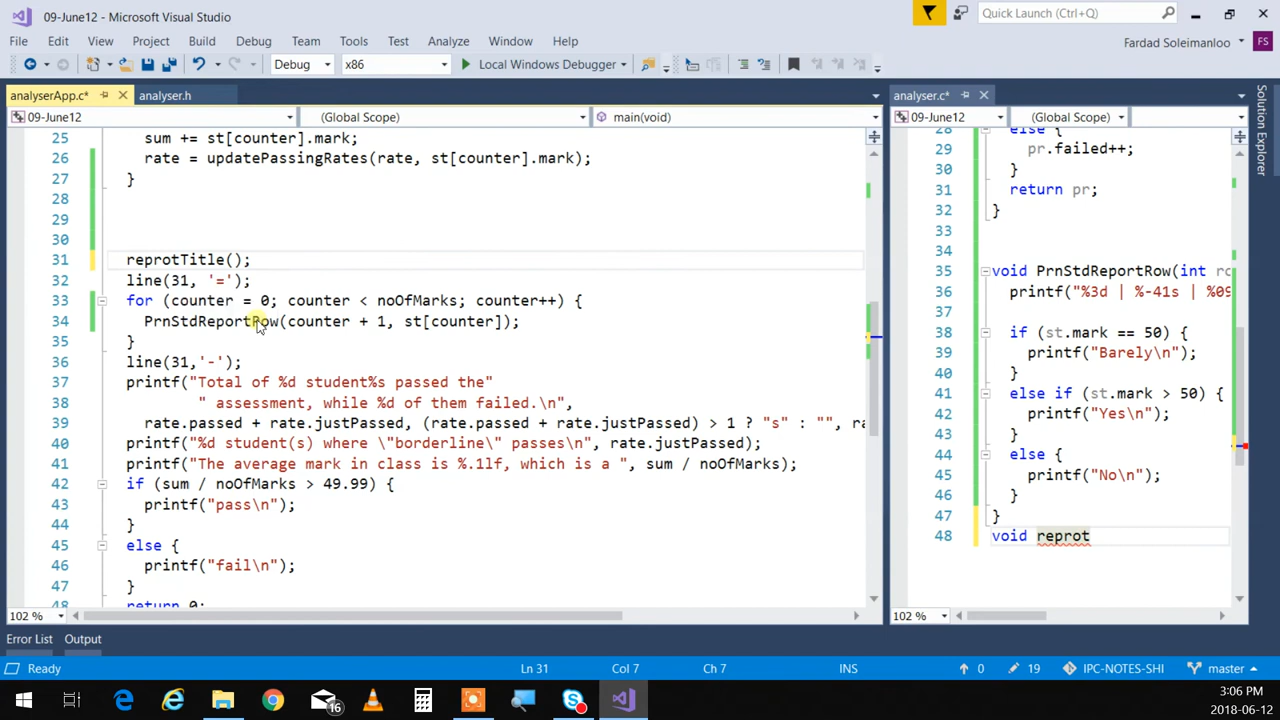 09-June12 - Microsoft Visual Studio
Quick Launch (Ctrl+Q)
File Edit View Project Build Debug Team Tools Test Analyze Window Help
Fardad Soleimanloo
FS
Debug x86 Local Windows Debugger
analyserApp.c* analyser.h
09-June12 (Global Scope) main(void)
25 sum += st[counter].mark;
26 rate = updatePassingRates(rate, st[counter].mark);
27 }
28
29
30
31 reprotTitle();
32 line(31, '=');
33 for (counter = 0; counter < noOfMarks; counter++) {
34 PrnStdReportRow(counter + 1, st[counter]);
35 }
36 line(31,'-');
37 printf("Total of %d student%s passed the"
38 " assessment, while %d of them failed.\n",
39 rate.passed + rate.justPassed, (rate.passed + rate.justPassed) > 1 ? "s" : "", ra
40 printf("%d student(s) where \"borderline\" passes\n", rate.justPassed);
41 printf("The average mark in class is %.1lf, which is a ", sum / noOfMarks);
42 if (sum / noOfMarks > 49.99) {
43 printf("pass\n");
44 }
45 else {
46 printf("fail\n");
47 }
48 return 0;
102 %
analyser.c*
09-June12 (Global Scope)
28 else {
29 pr.failed++;
30 }
31 return pr;
32 }
33
34
35 void PrnStdReportRow(int ro
36 printf("%3d | %-41s | %09
37
38 if (st.mark == 50) {
39 printf("Barely\n");
40 }
41 else if (st.mark > 50) {
42 printf("Yes\n");
43 }
44 else {
45 printf("No\n");
46 }
47 }
48 void reprot
102 %
Solution Explorer
Error List Output
Ready Ln 31 Col 7 Ch 7 INS 0 19 IPC-NOTES-SHI master
16
3:06 PM
2018-06-12